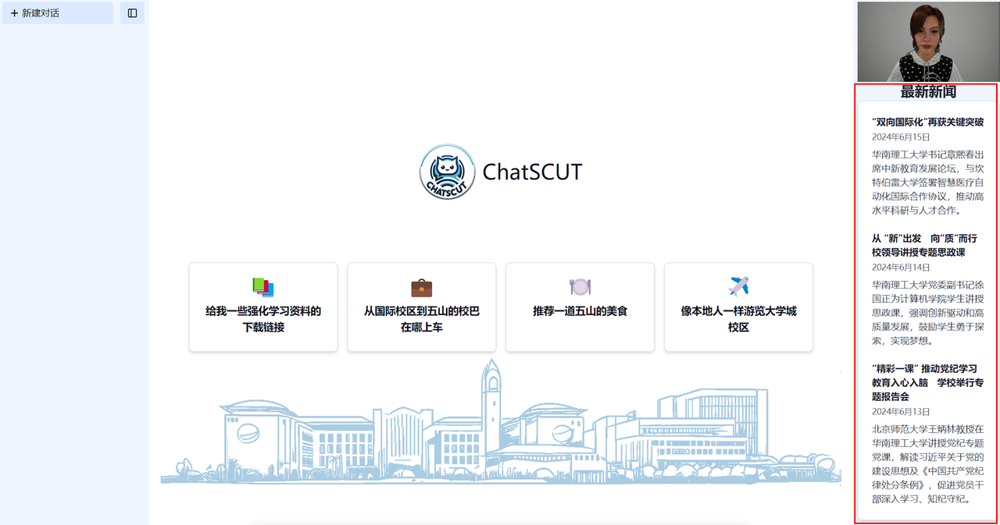 新建对话
CHATSCUT
ChatSCUT
给我一些强化学习资料的
下载链接
从国际校区到五山的校巴
在哪上车
推荐一道五山的美食
像本地人一样游览大学城
校区
最新新闻
“双向国际化”再获关键突破
2024年6月15日
华南理工大学书记章熙春出
席中新教育发展论坛，与坎
特伯雷大学签署智慧医疗自
动化国际合作协议，推动高
水平科研与人才合作。
从 “新”出发　向“质”而行
校领导讲授专题思政课
2024年6月14日
华南理工大学党委副书记徐
国正为计算机学院学生讲授
思政课，强调创新驱动和高
质量发展，鼓励学生勇于探
索，实现梦想。
“精彩一课” 推动党纪学习
教育入心入脑　学校举行专
题报告会
2024年6月13日
北京师范大学王炳林教授在
华南理工大学讲授党纪专题
党课，解读习近平关于党的
建设思想及《中国共产党纪
律处分条例》，促进党员干
部深入学习、知纪守纪。